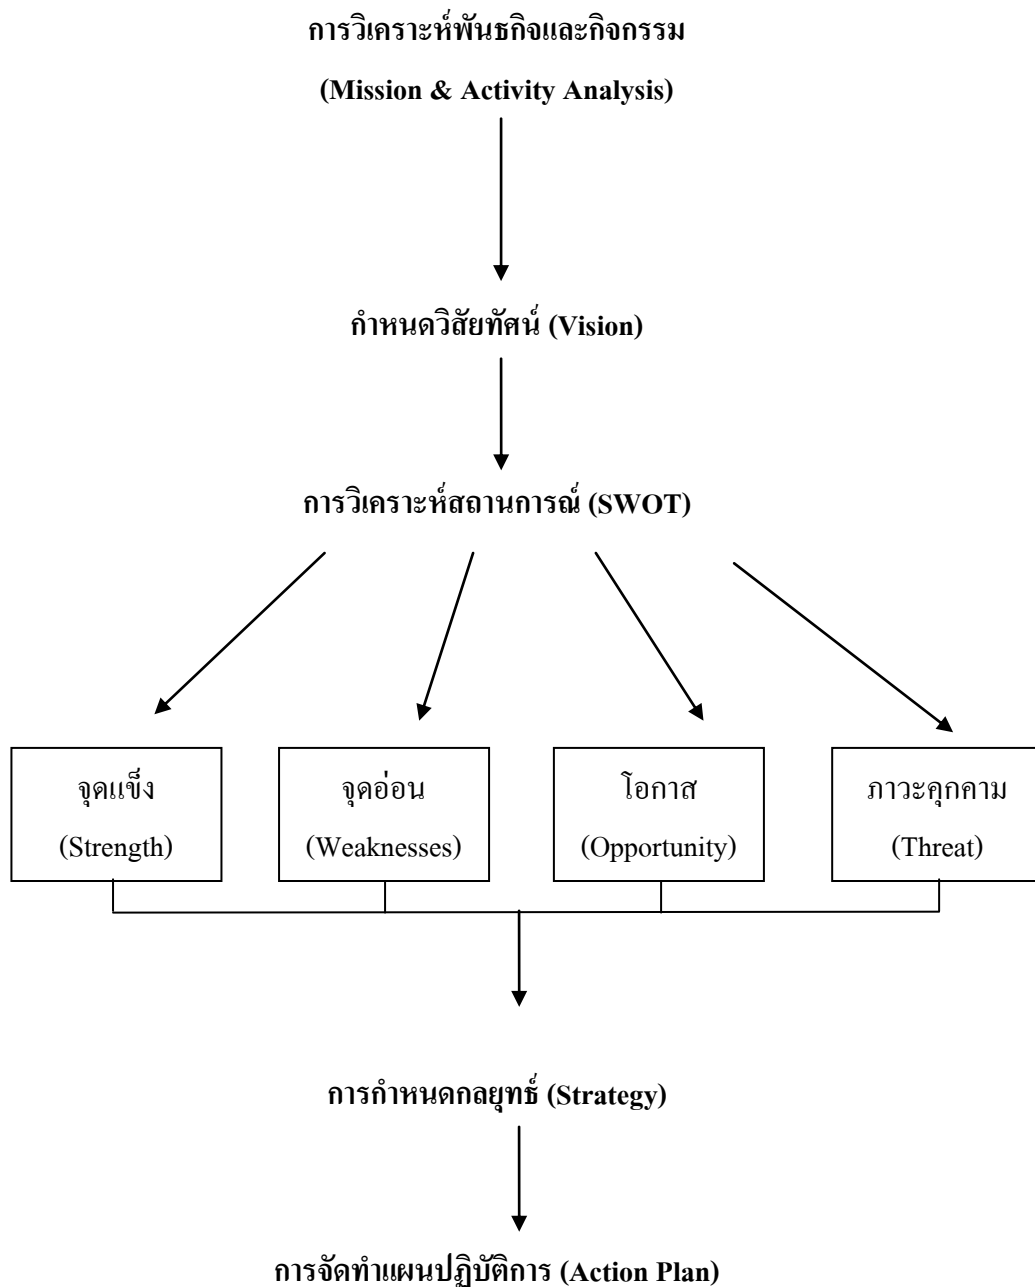 การวิเคราะห์พันธกิจและกิจกรรม
(Mission & Activity Analysis)
กำหนดวิสัยทัศน์ (Vision)
การวิเคราะห์สถานการณ์ (SWOT)
จุดแข็ง
(Strength)
จุดอ่อน
(Weaknesses)
โอกาส
(Opportunity)
ภาวะคุกคาม
(Threat)
การกำหนดกลยุทธ์ (Strategy)
การจัดทำแผนปฏิบัติการ (Action Plan)